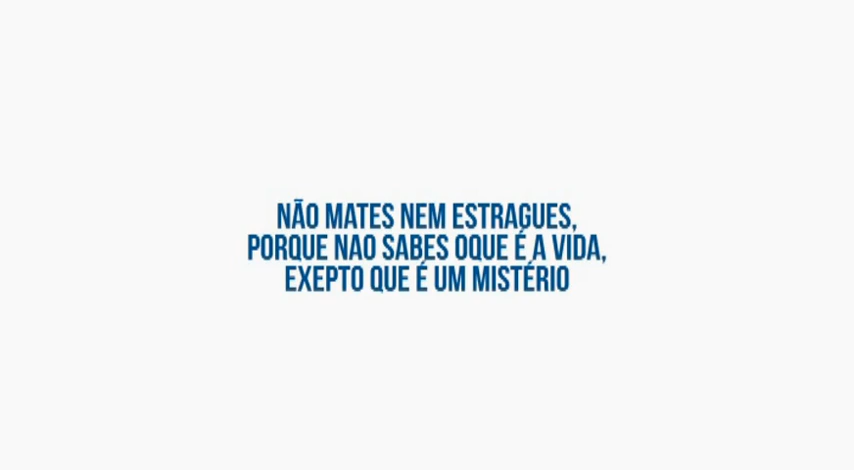 NÃO MATES NEM ESTRAGUES,
PORQUE NAO SABES OQUE É A VIDA,
EXEPTO QUE É UM MISTÉRIO